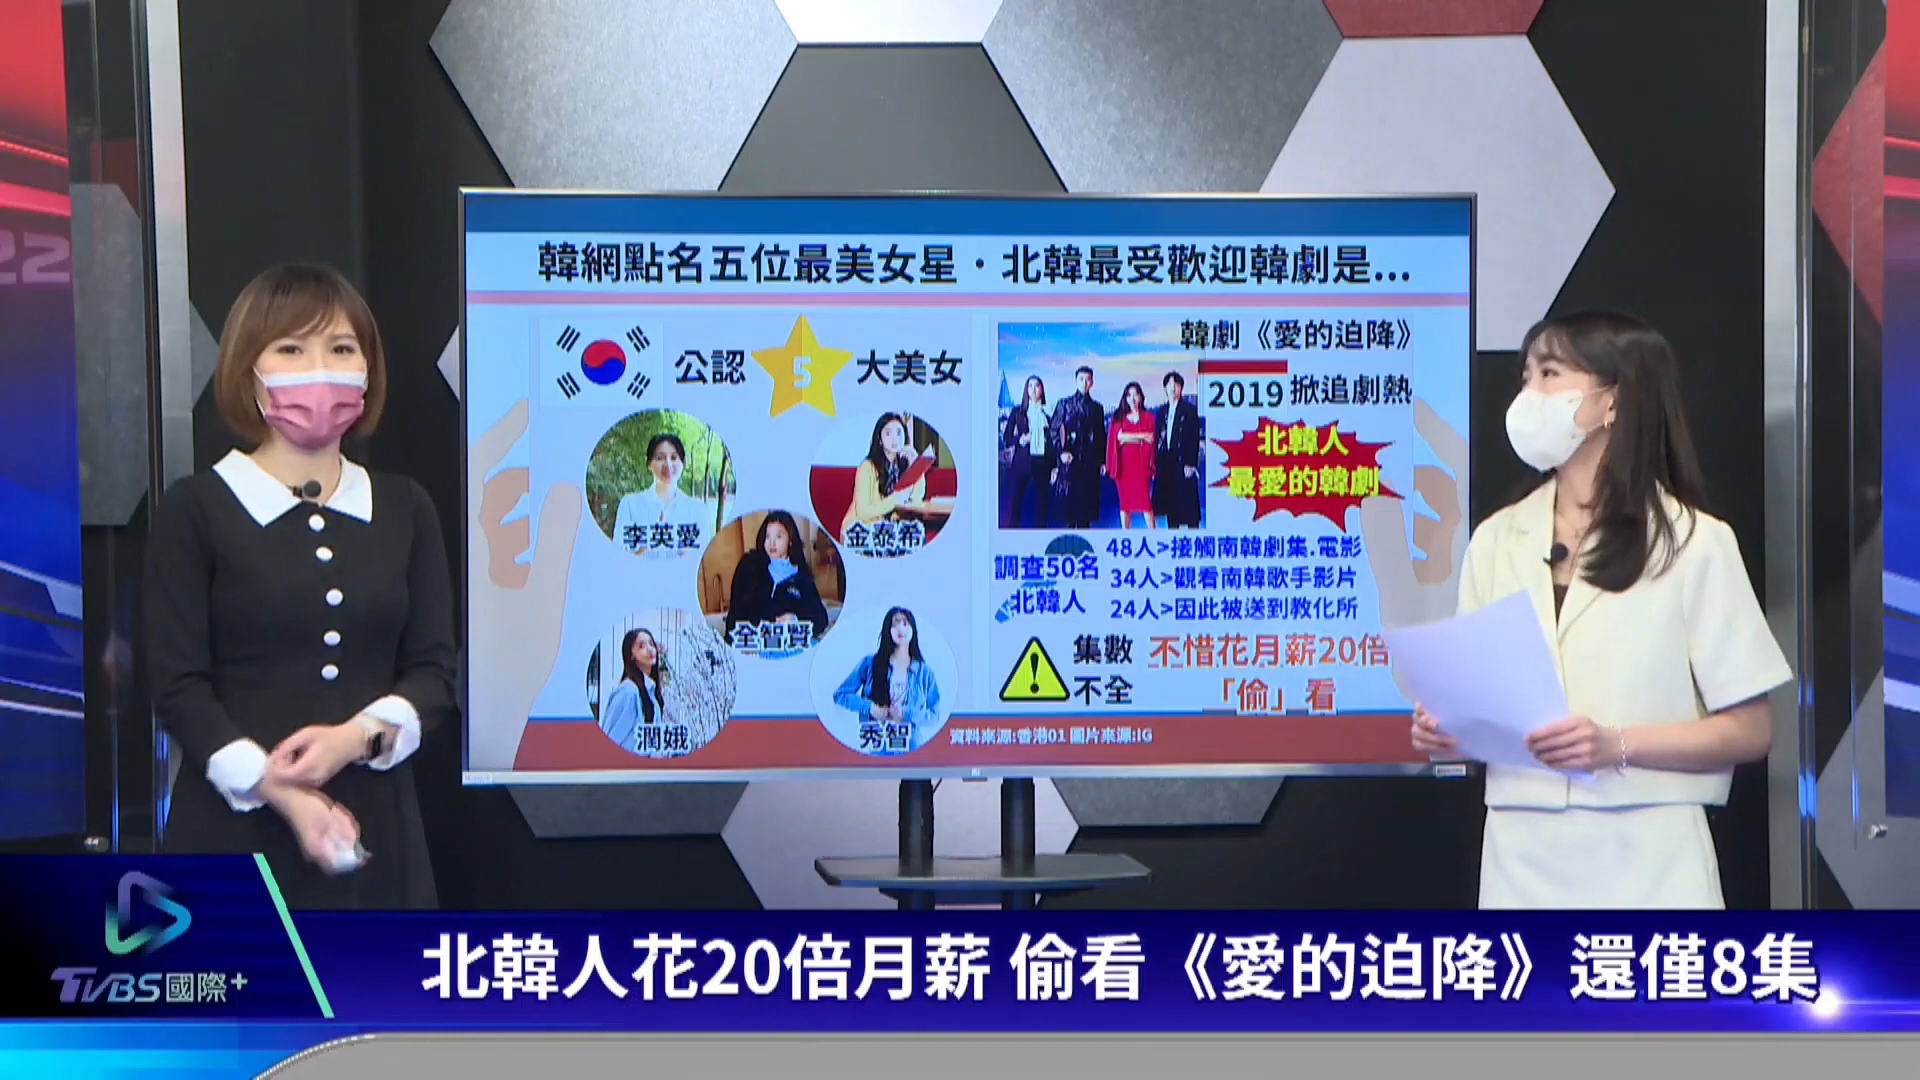 22
韓網點名五位最美女星．北韓最受歡迎韓劇是...
公認
5
大美女
李英愛
金泰希
全智賢
潤娥
秀智
韓劇《愛的迫降》
2019掀追劇熱
北韓人
最愛的韓劇
調查50名
北韓人
48人>接觸南韓劇集.電影
34人>觀看南韓歌手影片
24人>因此被送到教化所
集數
不全
不惜花月薪20倍
「偷」看
資料來源:香港01 圖片來源:IG
TVBS國際+
北韓人花20倍月薪 偷看《愛的迫降》還僅8集